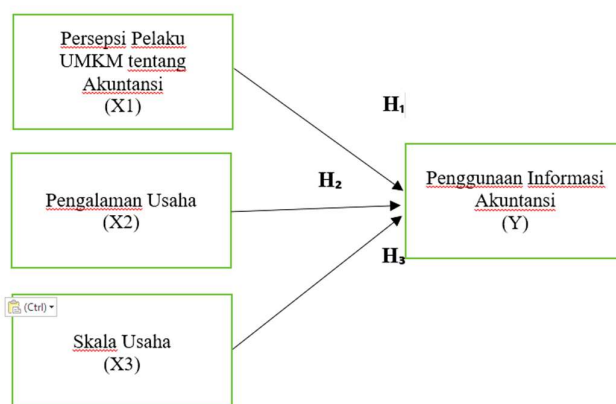 Persepsi Pelaku
UMKM tentang
Akuntansi
(X1)
H₁
Pengalaman Usaha
(X2)
H₂
Penggunaan Informasi
Akuntansi
(Y)
H₃
(Ctrl)
Skala Usaha
(X3)